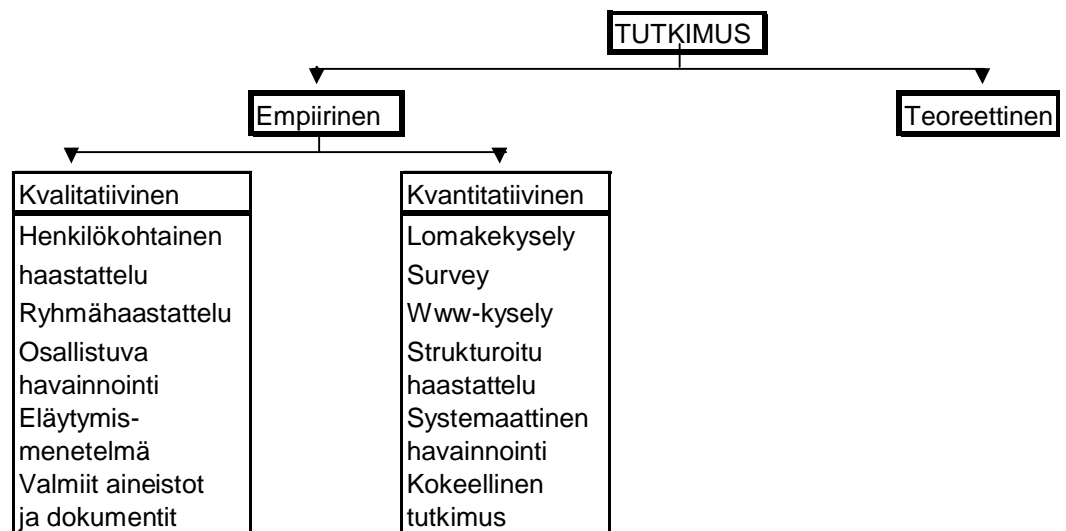 TUTKIMUS
Empiirinen
Teoreettinen
Kvalitatiivinen
Henkilökohtainen
haastattelu
Ryhmähaastattelu
Osallistuva
havainnointi
Eläytymis-
menetelmä
Valmiit aineistot
ja dokumentit
Kvantitatiivinen
Lomakekysely
Survey
Www-kysely
Strukturoitu
haastattelu
Systemaattinen
havainnointi
Kokeellinen
tutkimus